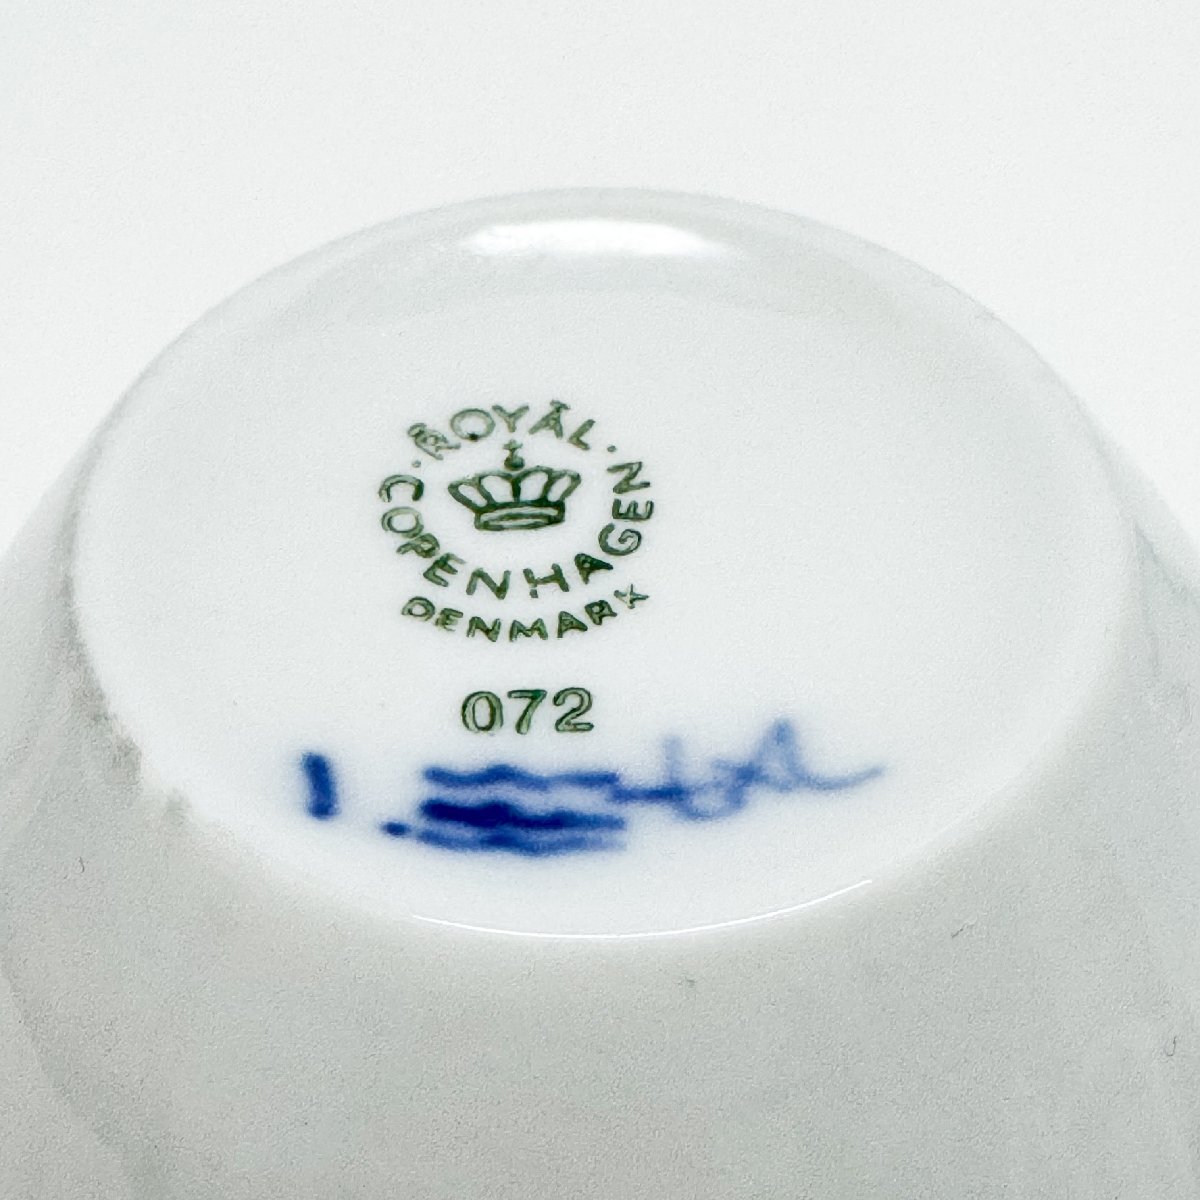 ROYAL
COPENHAGEN
DENMARK
072